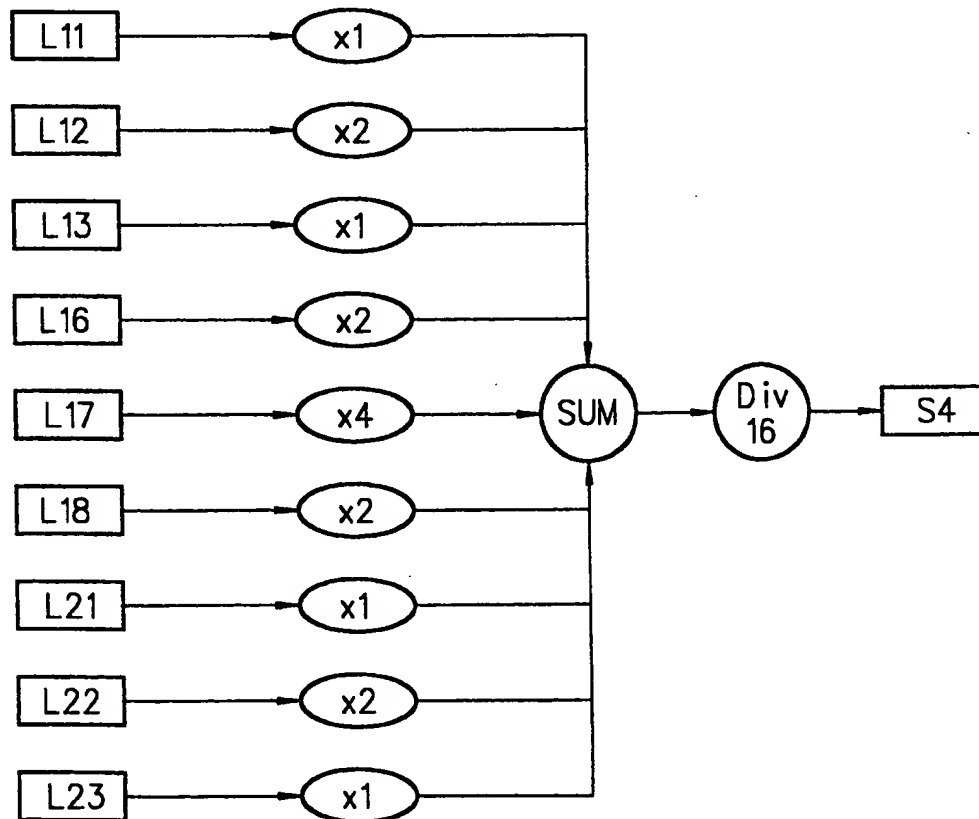 L11 x1
L12 x2
L13 x1
L16 x2
L17 x4 SUM Div 16 S4
L18 x2
L21 x1
L22 x2
L23 x1